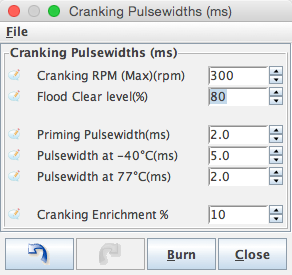 Cranking Pulsewidths (ms)
File
Cranking Pulsewidths (ms)
Cranking RPM (Max)(rpm) 300
Flood Clear level(%) 80
Priming Pulsewidth(ms) 2.0
Pulsewidth at -40°C(ms) 5.0
Pulsewidth at 77°C(ms) 2.0
Cranking Enrichment % 10
Burn Close